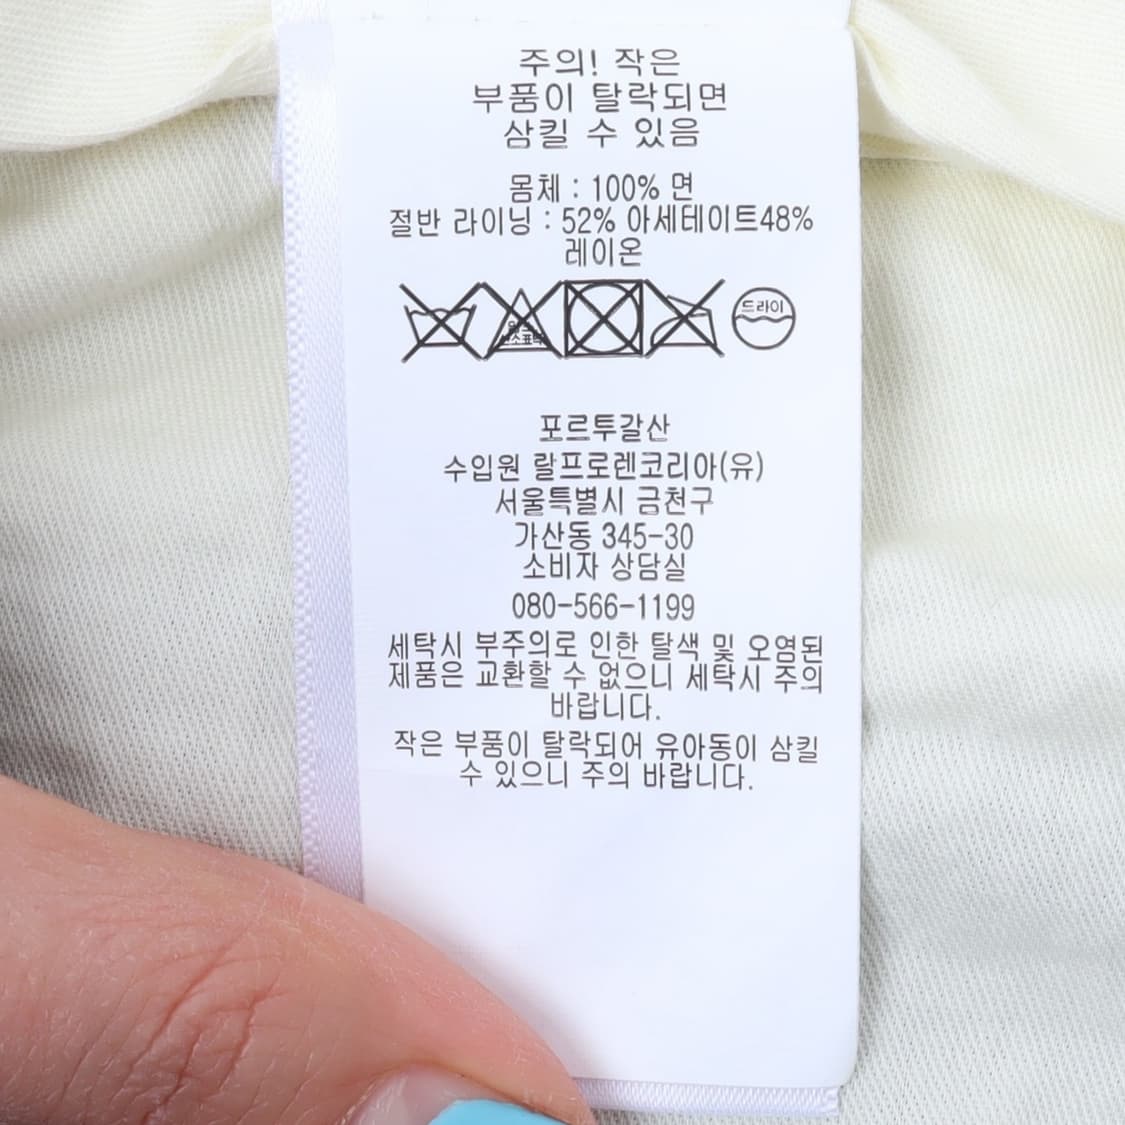 주의! 작은
부품이 탈락되면
삼킬 수 있음
몸체 : 100% 면
절반 라이닝 : 52% 아세테이트48%
레이온
드라이
포르투갈산
수입원 랄프로렌코리아(유)
서울특별시 금천구
가산동 345-30
소비자 상담실
080-566-1199
세탁시 부주의로 인한 탈색 및 오염된
제품은 교환할 수 없으니 세탁시 주의
바랍니다.
작은 부품이 탈락되어 유아동이 삼킬
수 있으니 주의 바랍니다.